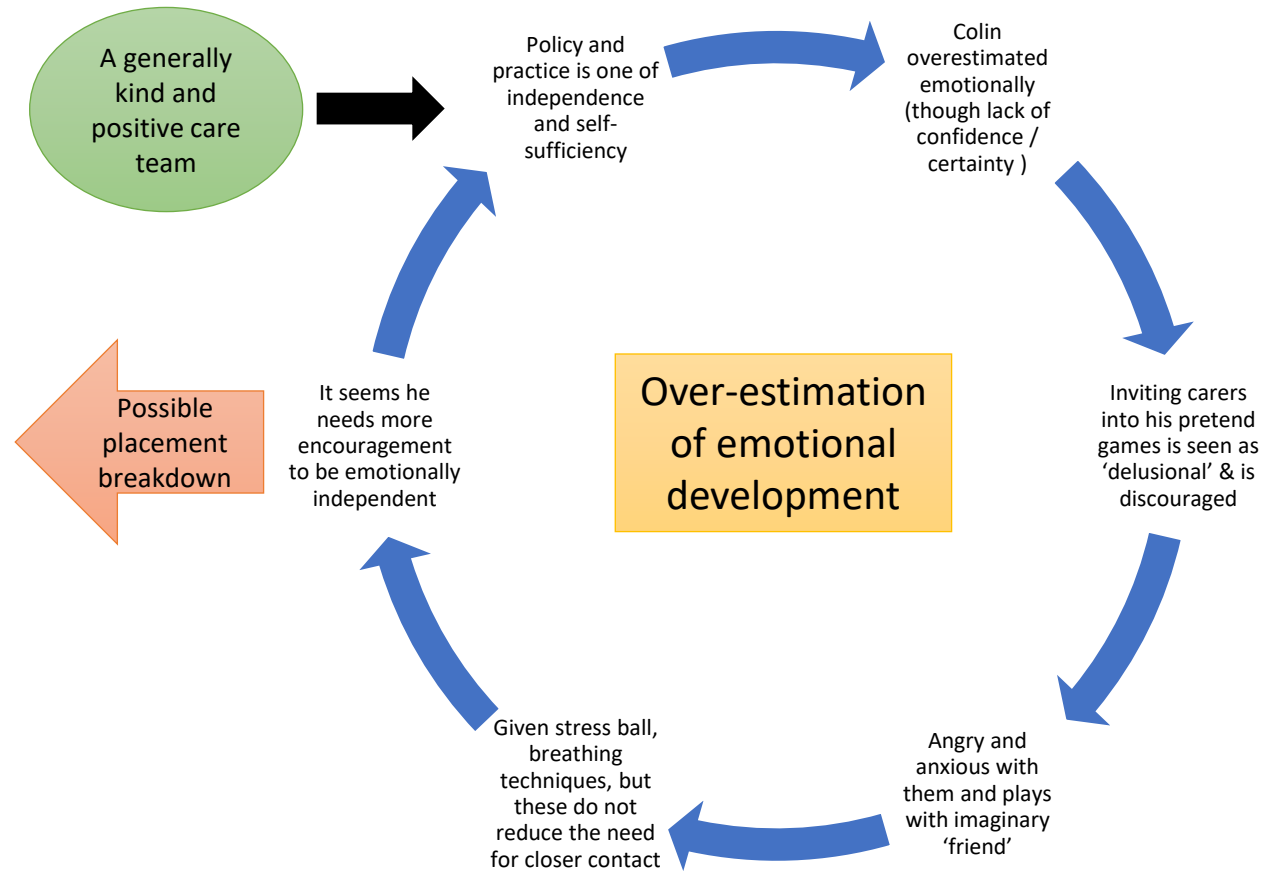 A generally
kind and
positive care
team
Policy and
practice is one of
independence
and self-
sufficiency
Colin
overestimated
emotionally
(though lack of
confidence /
certainty )
Inviting carers
into his pretend
games is seen as
‘delusional’ & is
discouraged
Angry and
anxious with
them and plays
with imaginary
‘friend’
Given stress ball,
breathing
techniques, but
these do not
reduce the need
for closer contact
It seems he
needs more
encouragement
to be emotionally
independent
Possible
placement
breakdown
Over-estimation
of emotional
development